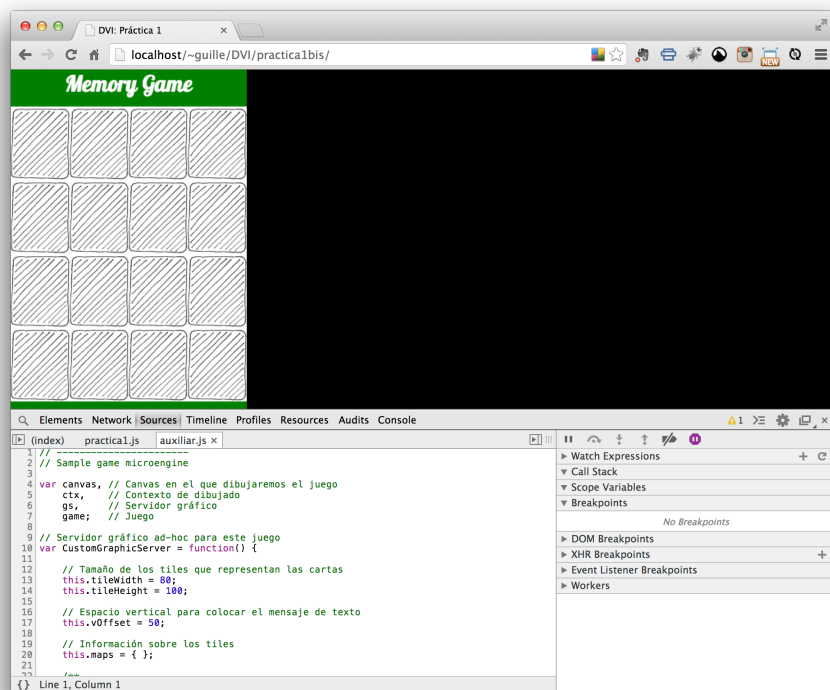 DVI: Práctica 1
localhost/~guille/DVI/practica1bis/
NEW
Memory Game
Elements Network Sources Timeline Profiles Resources Audits Console
1
(index) practica1.js auxiliar.js ×
1 // -----------------------
2 // Sample game microengine
3
4 var canvas, // Canvas en el que dibujaremos el juego
5 ctx, // Contexto de dibujado
6 gs, // Servidor gráfico
7 game; // Juego
8
9 // Servidor gráfico ad-hoc para este juego
10 var CustomGraphicServer = function() {
11
12 // Tamaño de los tiles que representan las cartas
13 this.tileWidth = 80;
14 this.tileHeight = 100;
15
16 // Espacio vertical para colocar el mensaje de texto
17 this.vOffset = 50;
18
19 // Información sobre los tiles
20 this.maps = { };
21
22 /**
{} Line 1, Column 1
Watch Expressions
Call Stack
Scope Variables
Breakpoints
No Breakpoints
DOM Breakpoints
XHR Breakpoints
Event Listener Breakpoints
Workers